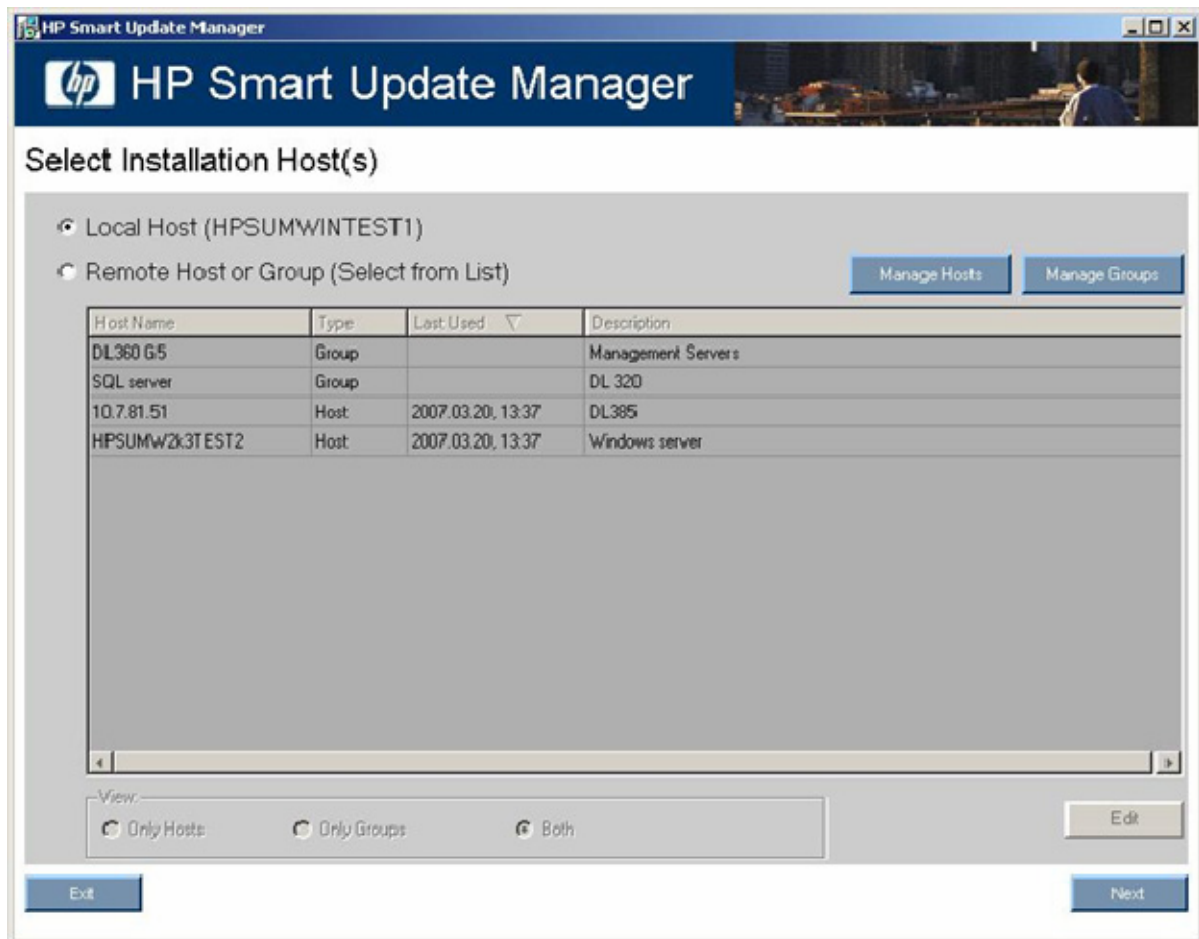 HP Smart Update Manager
hp HP Smart Update Manager
Select Installation Host(s)
Local Host (HPSUMWINTEST1)
Remote Host or Group (Select from List) Manage Hosts Manage Groups
Host Name Type Last Used Description
DL360 G5 Group Management Servers
SQL server Group DL 320
10.7.81.51 Host 2007.03.20, 13:37 DL385
HPSUMW2k3TEST2 Host 2007.03.20, 13:37 Windows server
View:
Only Hosts Only Groups Both Edit
Exit Next